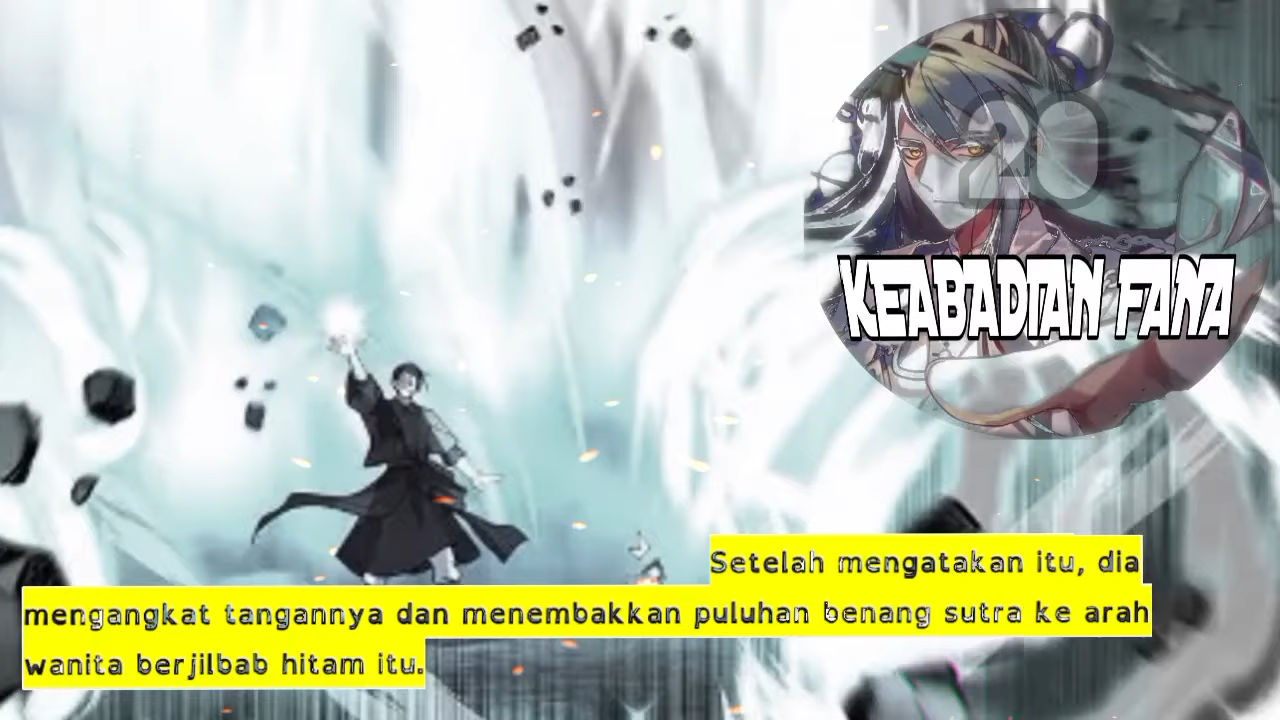 20
KEABADIAN FANA
Setelah mengatakan itu, dia
mengangkat tangannya dan menembakkan puluhan benang sutra ke arah
wanita berjilbab hitam itu.